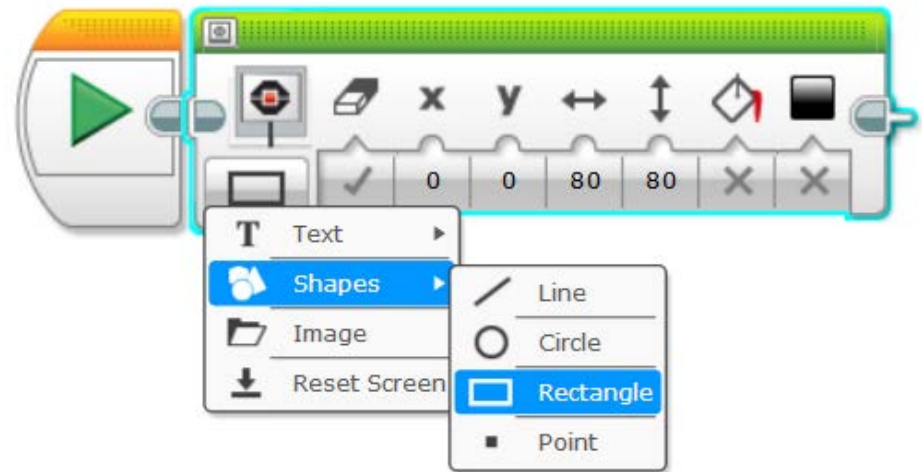 x y
0 0 80 80
T Text
Shapes
Image
Reset Screen
Line
Circle
Rectangle
Point